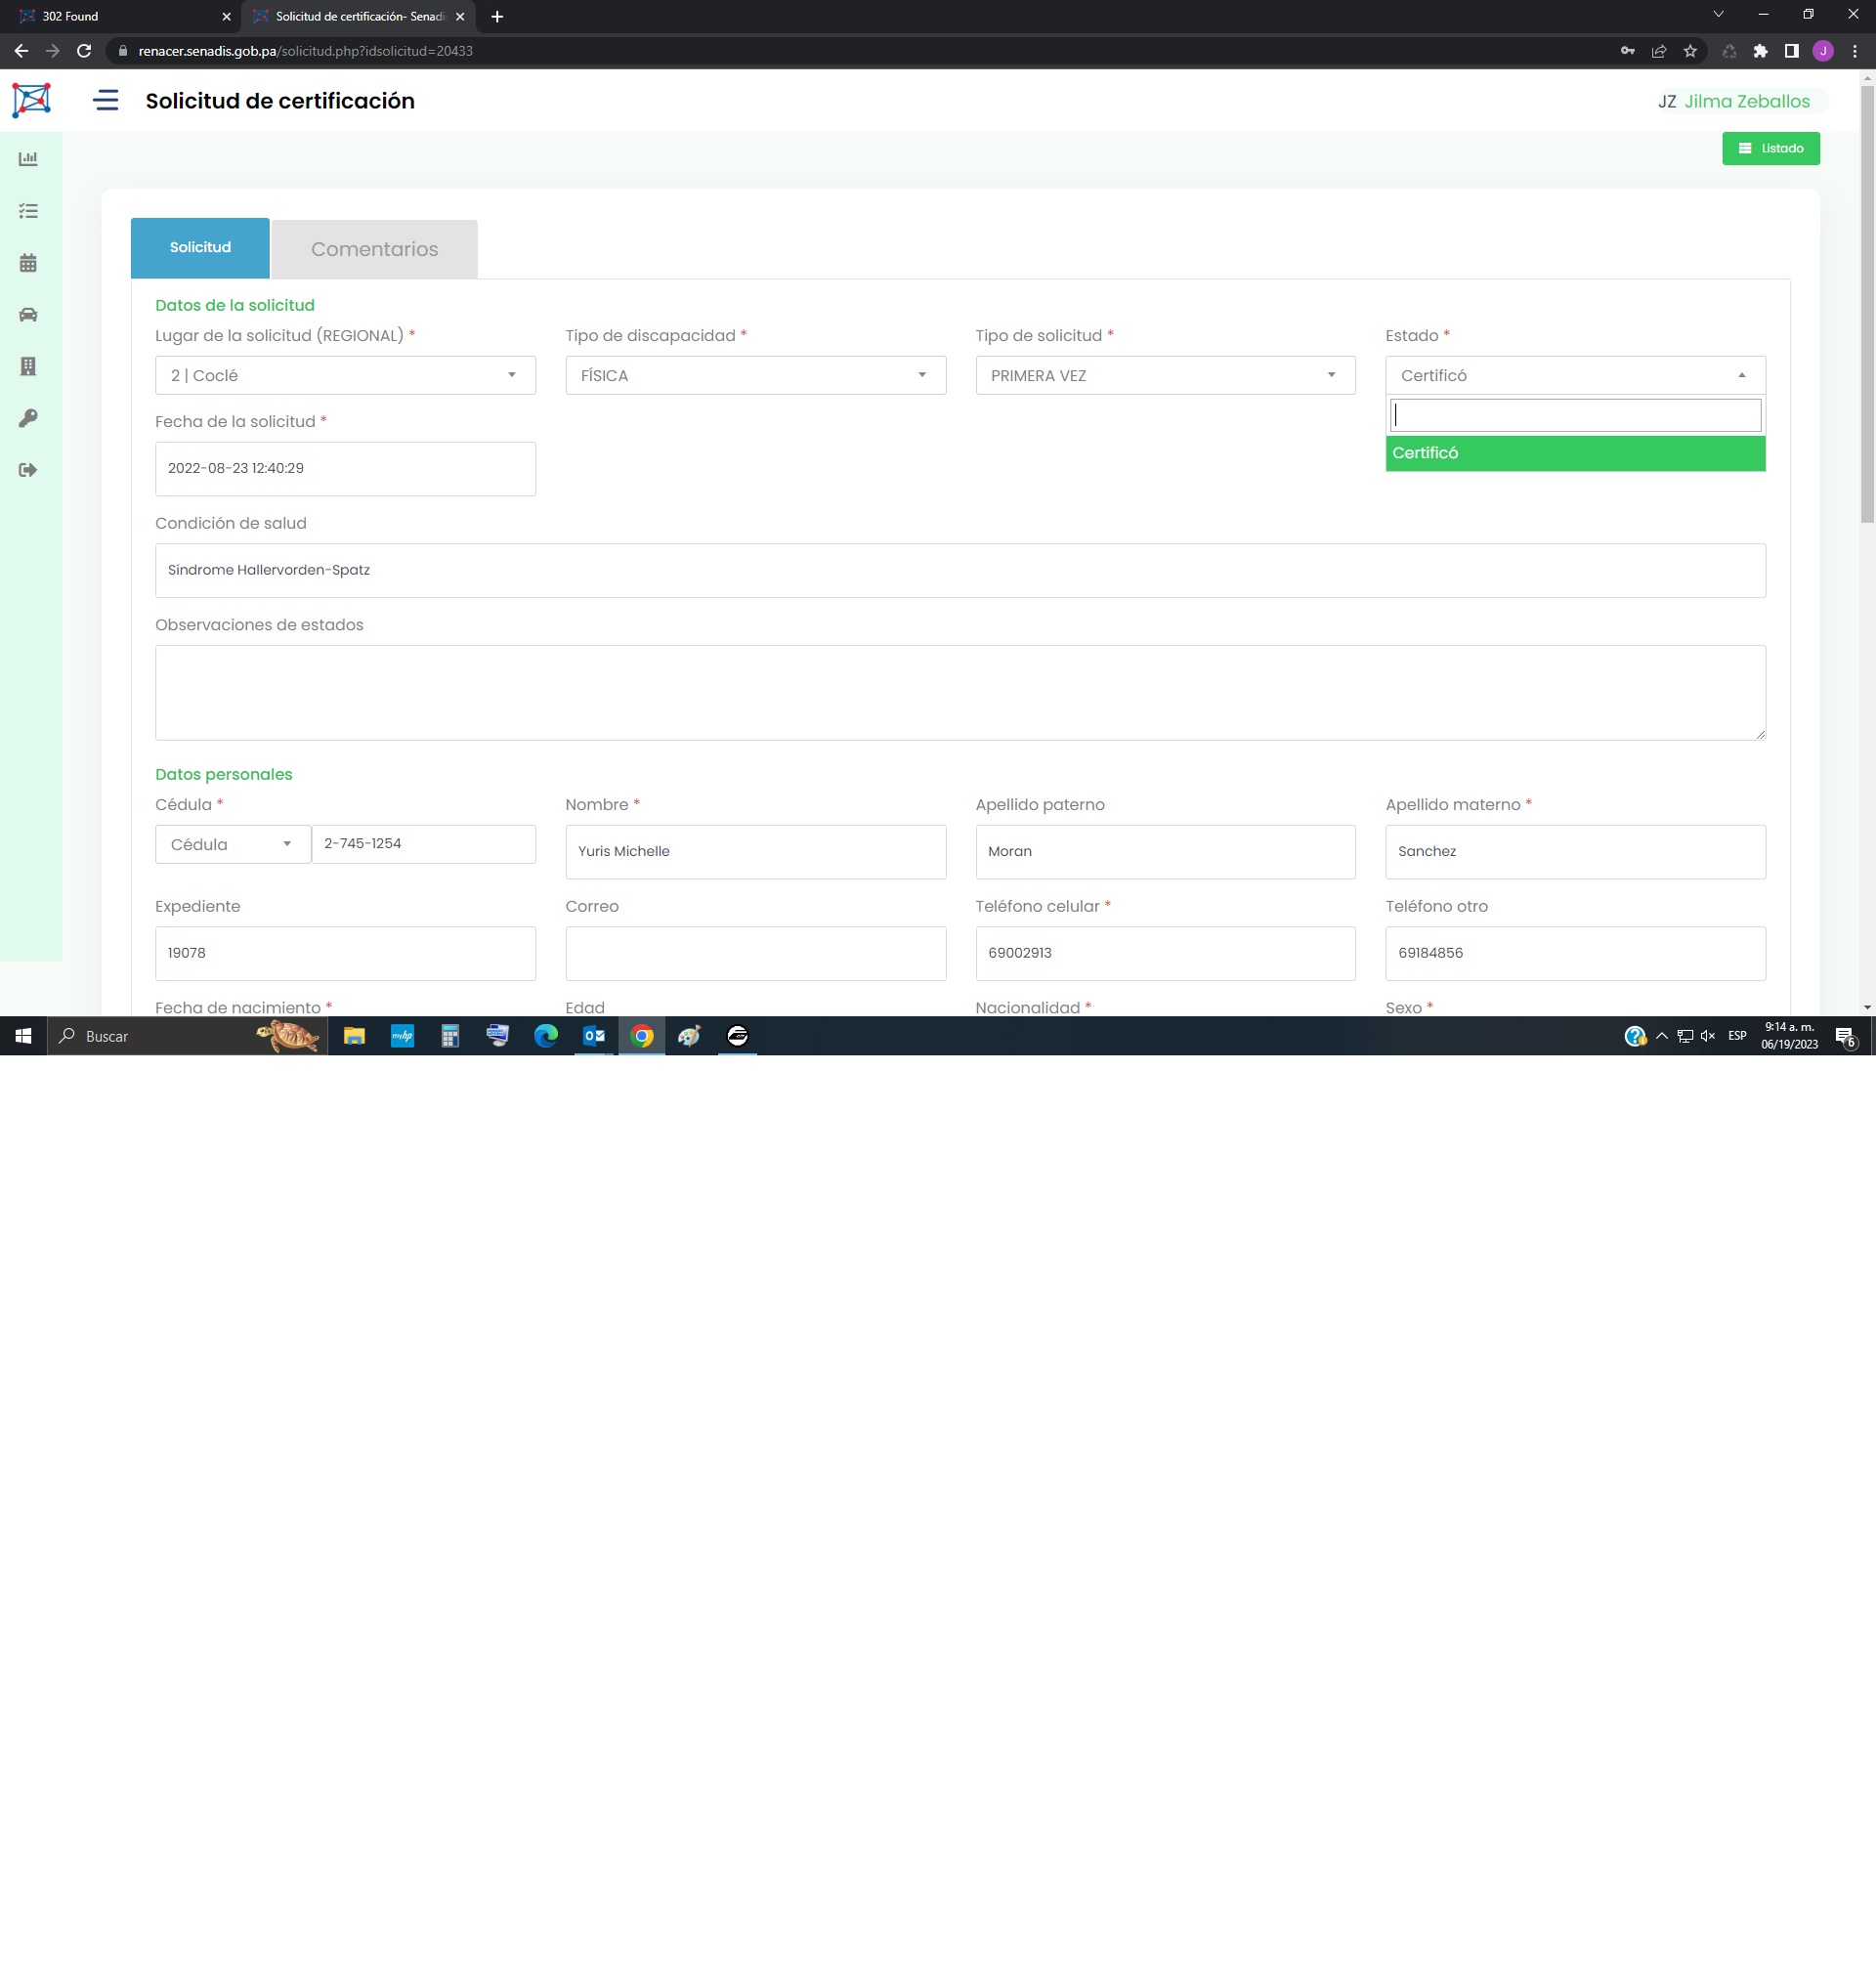 302 Found
Solicitud de certificación- Senadi
renacer.senadis.gob.pa/solicitud.php?idsolicitud=20433
J
Solicitud de certificación
JZ Jilma Zeballos
Listado
Solicitud
Comentarios
Datos de la solicitud
Lugar de la solicitud (REGIONAL) *
Tipo de discapacidad *
Tipo de solicitud *
Estado *
2 | Coclé
FÍSICA
PRIMERA VEZ
Certificó
Certificó
Fecha de la solicitud *
2022-08-23 12:40:29
Condición de salud
Síndrome Hallervorden-Spatz
Observaciones de estados
Datos personales
Cédula *
Nombre *
Apellido paterno
Apellido materno *
Cédula
2-745-1254
Yuris Michelle
Moran
Sanchez
Expediente
Correo
Teléfono celular *
Teléfono otro
19078
69002913
69184856
Fecha de nacimiento *
Edad
Nacionalidad *
Sexo *
Buscar
myhp
ESP
9:14 a. m.
06/19/2023
6